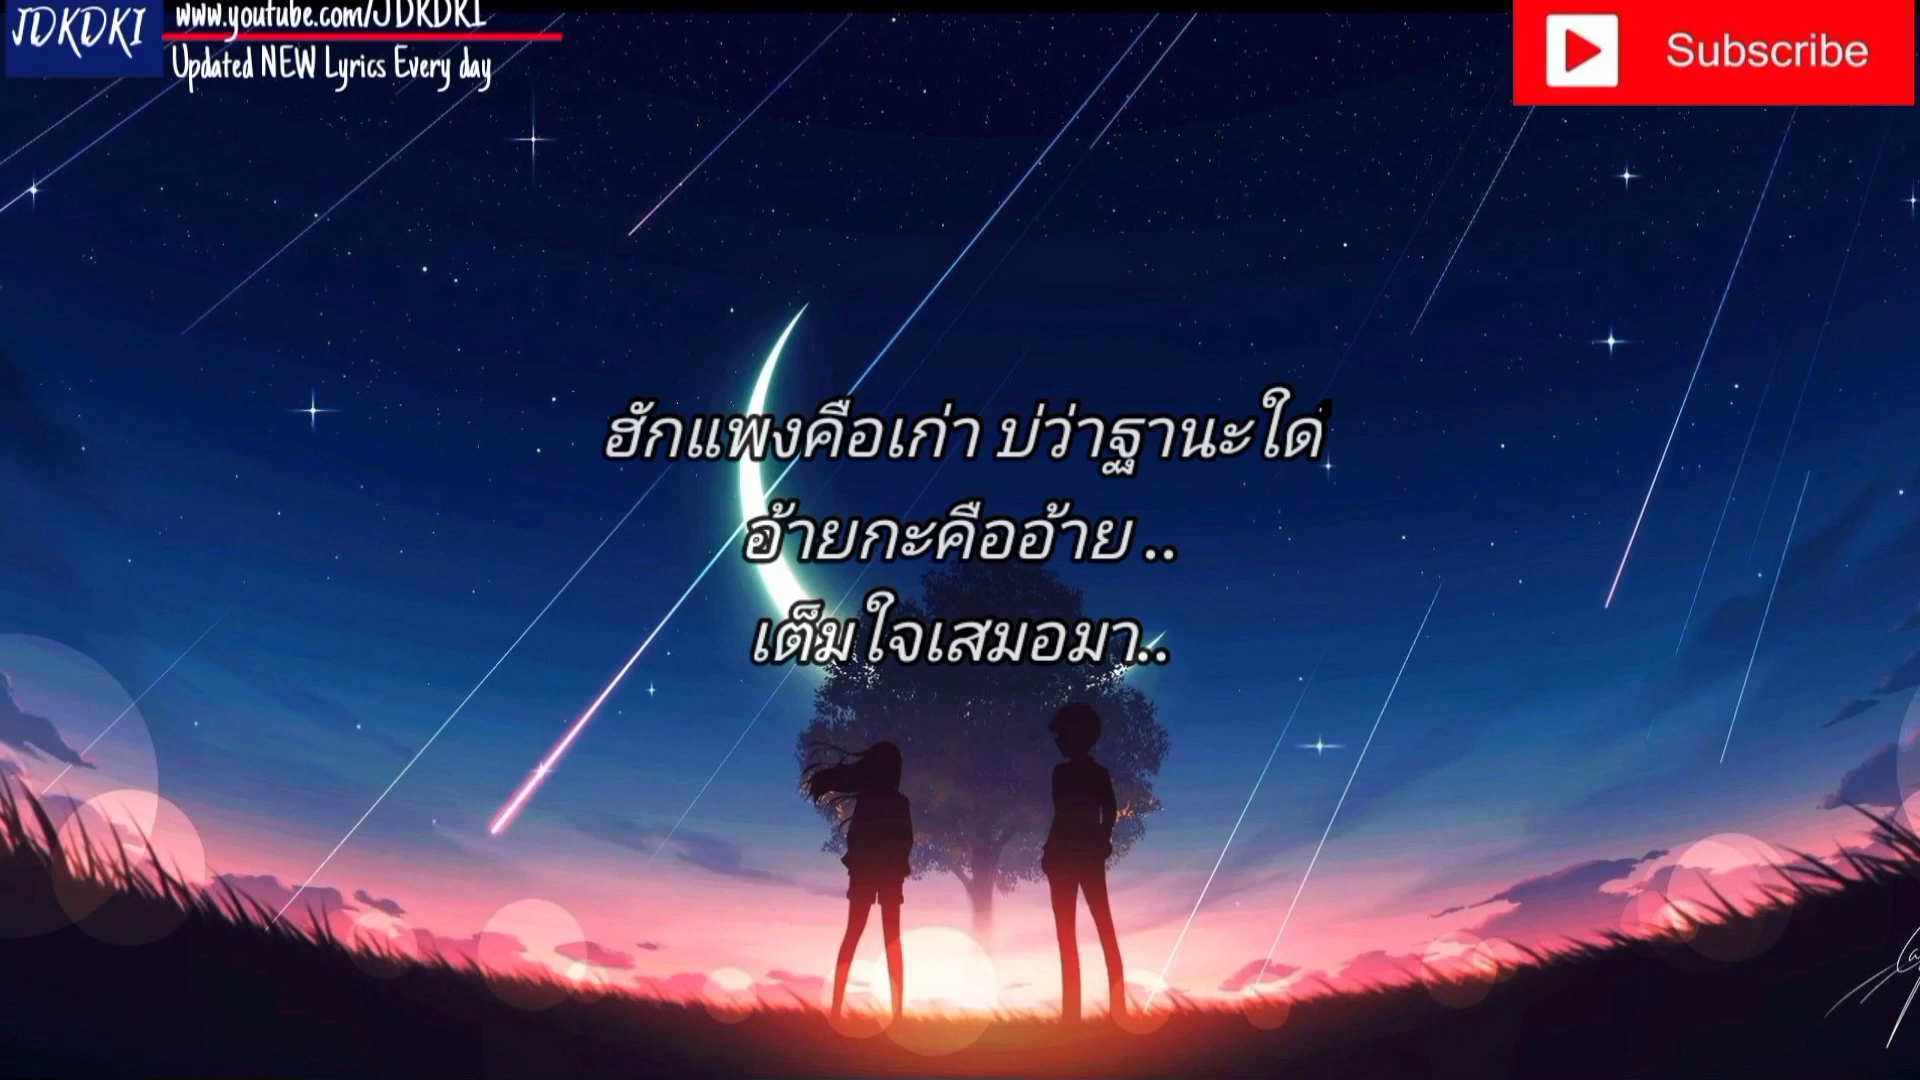 JDKDKI
www.youtube.com/JDKDKI
Updated NEW Lyrics Every day
Subscribe
ฮักแพงคือเก่า บ่ว่าฐานะใด
อ้ายกะคืออ้าย ..
เต็มใจเสมอมา..